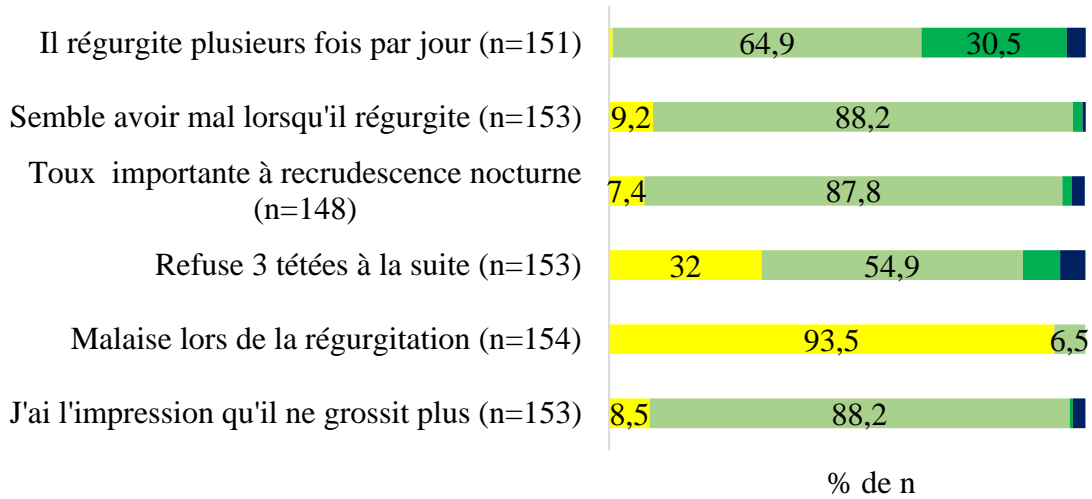 Il régurgite plusieurs fois par jour (n=151) 64,9 30,5
Semble avoir mal lorsqu'il régurgite (n=153) 9,2 88,2
Toux  importante à recrudescence nocturne
(n=148) 7,4 87,8
Refuse 3 tétées à la suite (n=153) 32 54,9
Malaise lors de la régurgitation (n=154) 93,5 6,5
J'ai l'impression qu'il ne grossit plus (n=153) 8,5 88,2
% de n